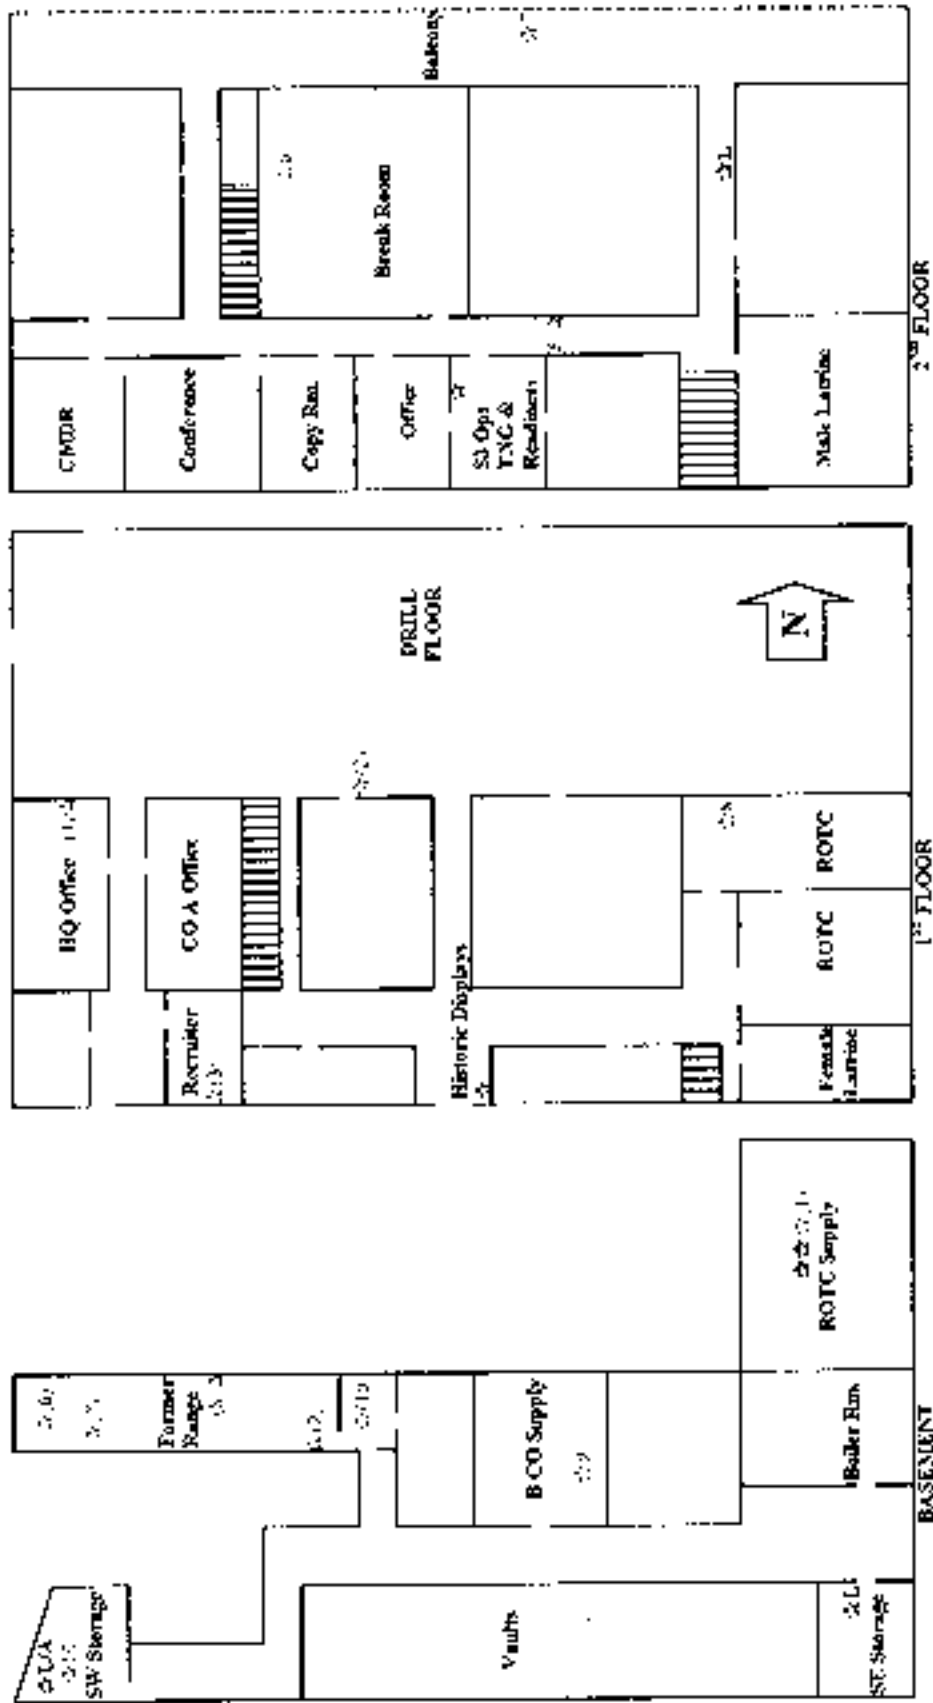 Balcony
Break Room
CMDR
Conference
Copy Rm.
Office
S3 Ops
TNG &
Readiness
Male Latrine
2ND FLOOR
DRILL
FLOOR
N
HQ Office
CO A Office
Recruiter
Historic Displays
ROTC
ROTC
Female
Latrine
1ST FLOOR
ROTC Supply
Former
Range
B CO Supply
Boiler Rm.
SW Storage
Vaults
SE Storage
BASEMENT